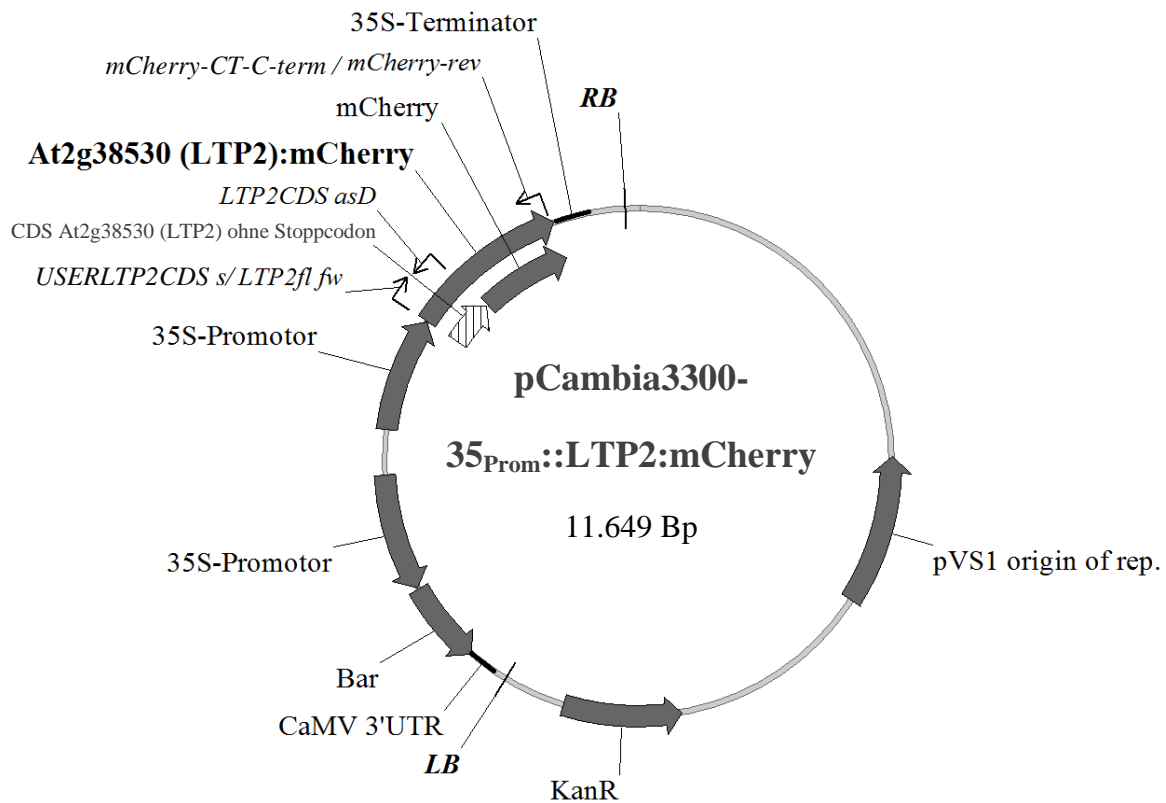 35S-Terminator
mCherry-CT-C-term / mCherry-rev
RB
mCherry
At2g38530 (LTP2):mCherry
LTP2CDS asD
CDS At2g38530 (LTP2) ohne Stoppcodon
USERLTP2CDS s/ LTP2fl fw
35S-Promotor
pCambia3300-
35Prom::LTP2:mCherry
11.649 Bp
35S-Promotor
pVS1 origin of rep.
Bar
CaMV 3'UTR
LB
KanR